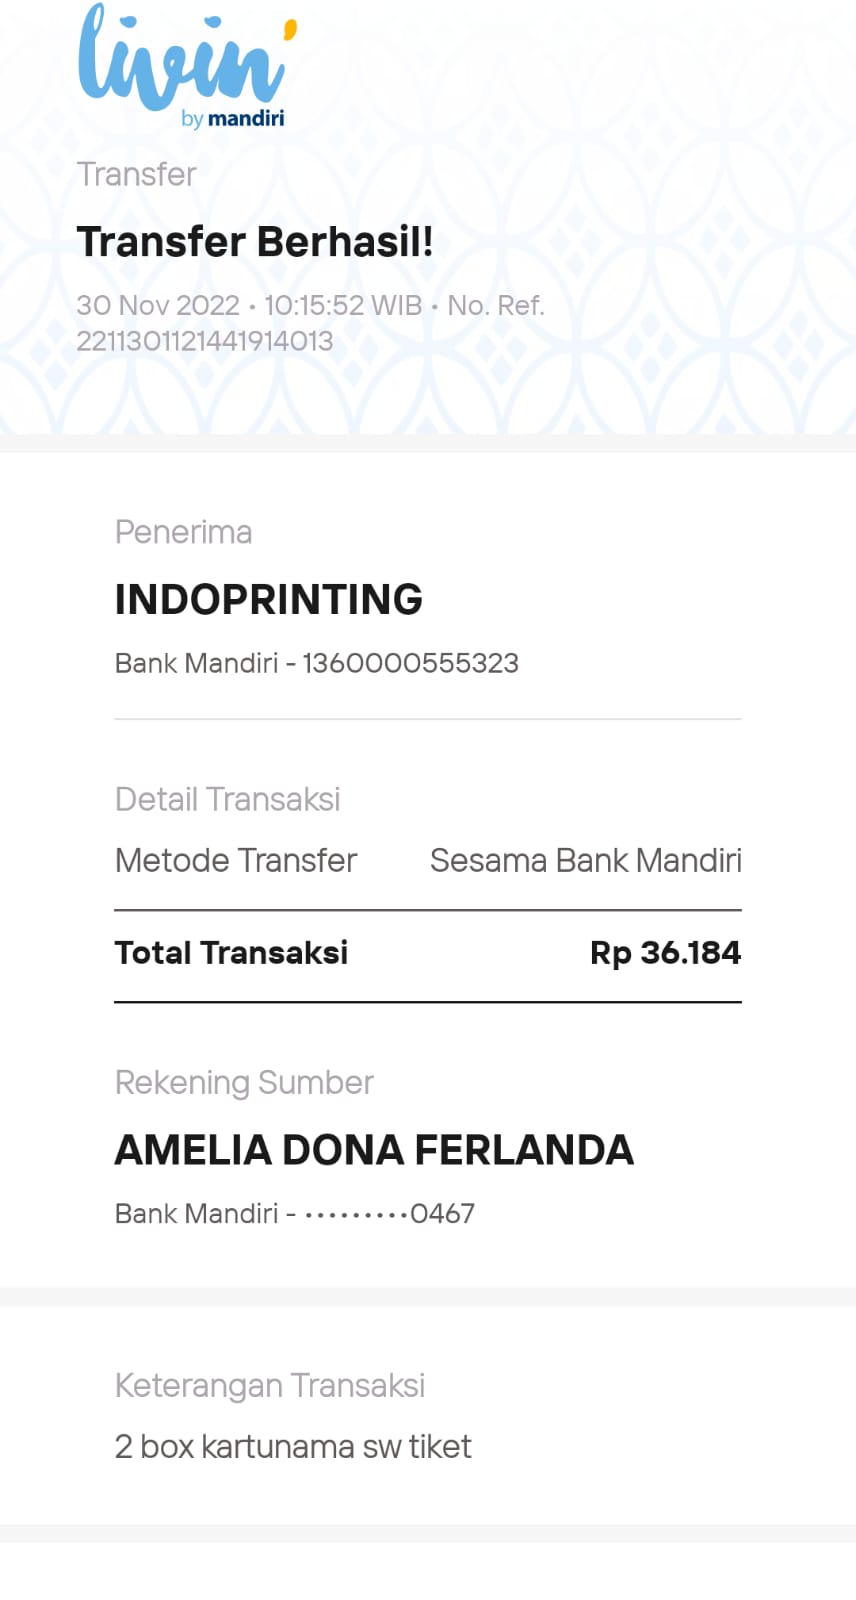 livin'
by mandiri
Transfer
Transfer Berhasil!
30 Nov 2022 • 10:15:52 WIB • No. Ref.
2211301121441914013
Penerima
INDOPRINTING
Bank Mandiri - 1360000555323
Detail Transaksi
Metode Transfer Sesama Bank Mandiri
Total Transaksi Rp 36.184
Rekening Sumber
AMELIA DONA FERLANDA
Bank Mandiri - •••••••••0467
Keterangan Transaksi
2 box kartunama sw tiket